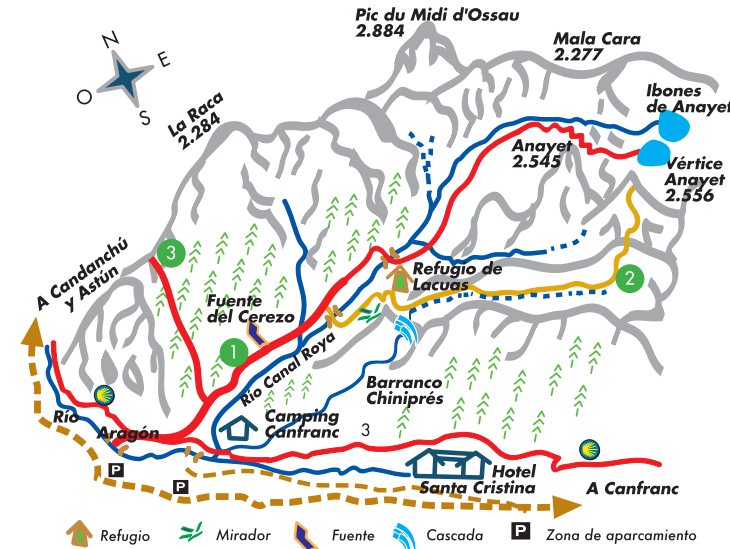 Pic du Midi d'Ossau
2.884
Mala Cara
2.277
N
E
O
S
La Raca
2.284
Ibones
de Anayet
Anayet
2.545
Vértice
Anayet
2.556
A Candanchú
y Astún
3
Refugio de
Lacuas
2
Fuente
del Cerezo
1
Río Canal Roya
Barranco
Chiniprés
Río
Aragón
Camping
Canfranc
3
P
P
Hotel
Santa Cristina
A Canfranc
Refugio
Mirador
Fuente
Cascada
P
Zona de aparcamiento